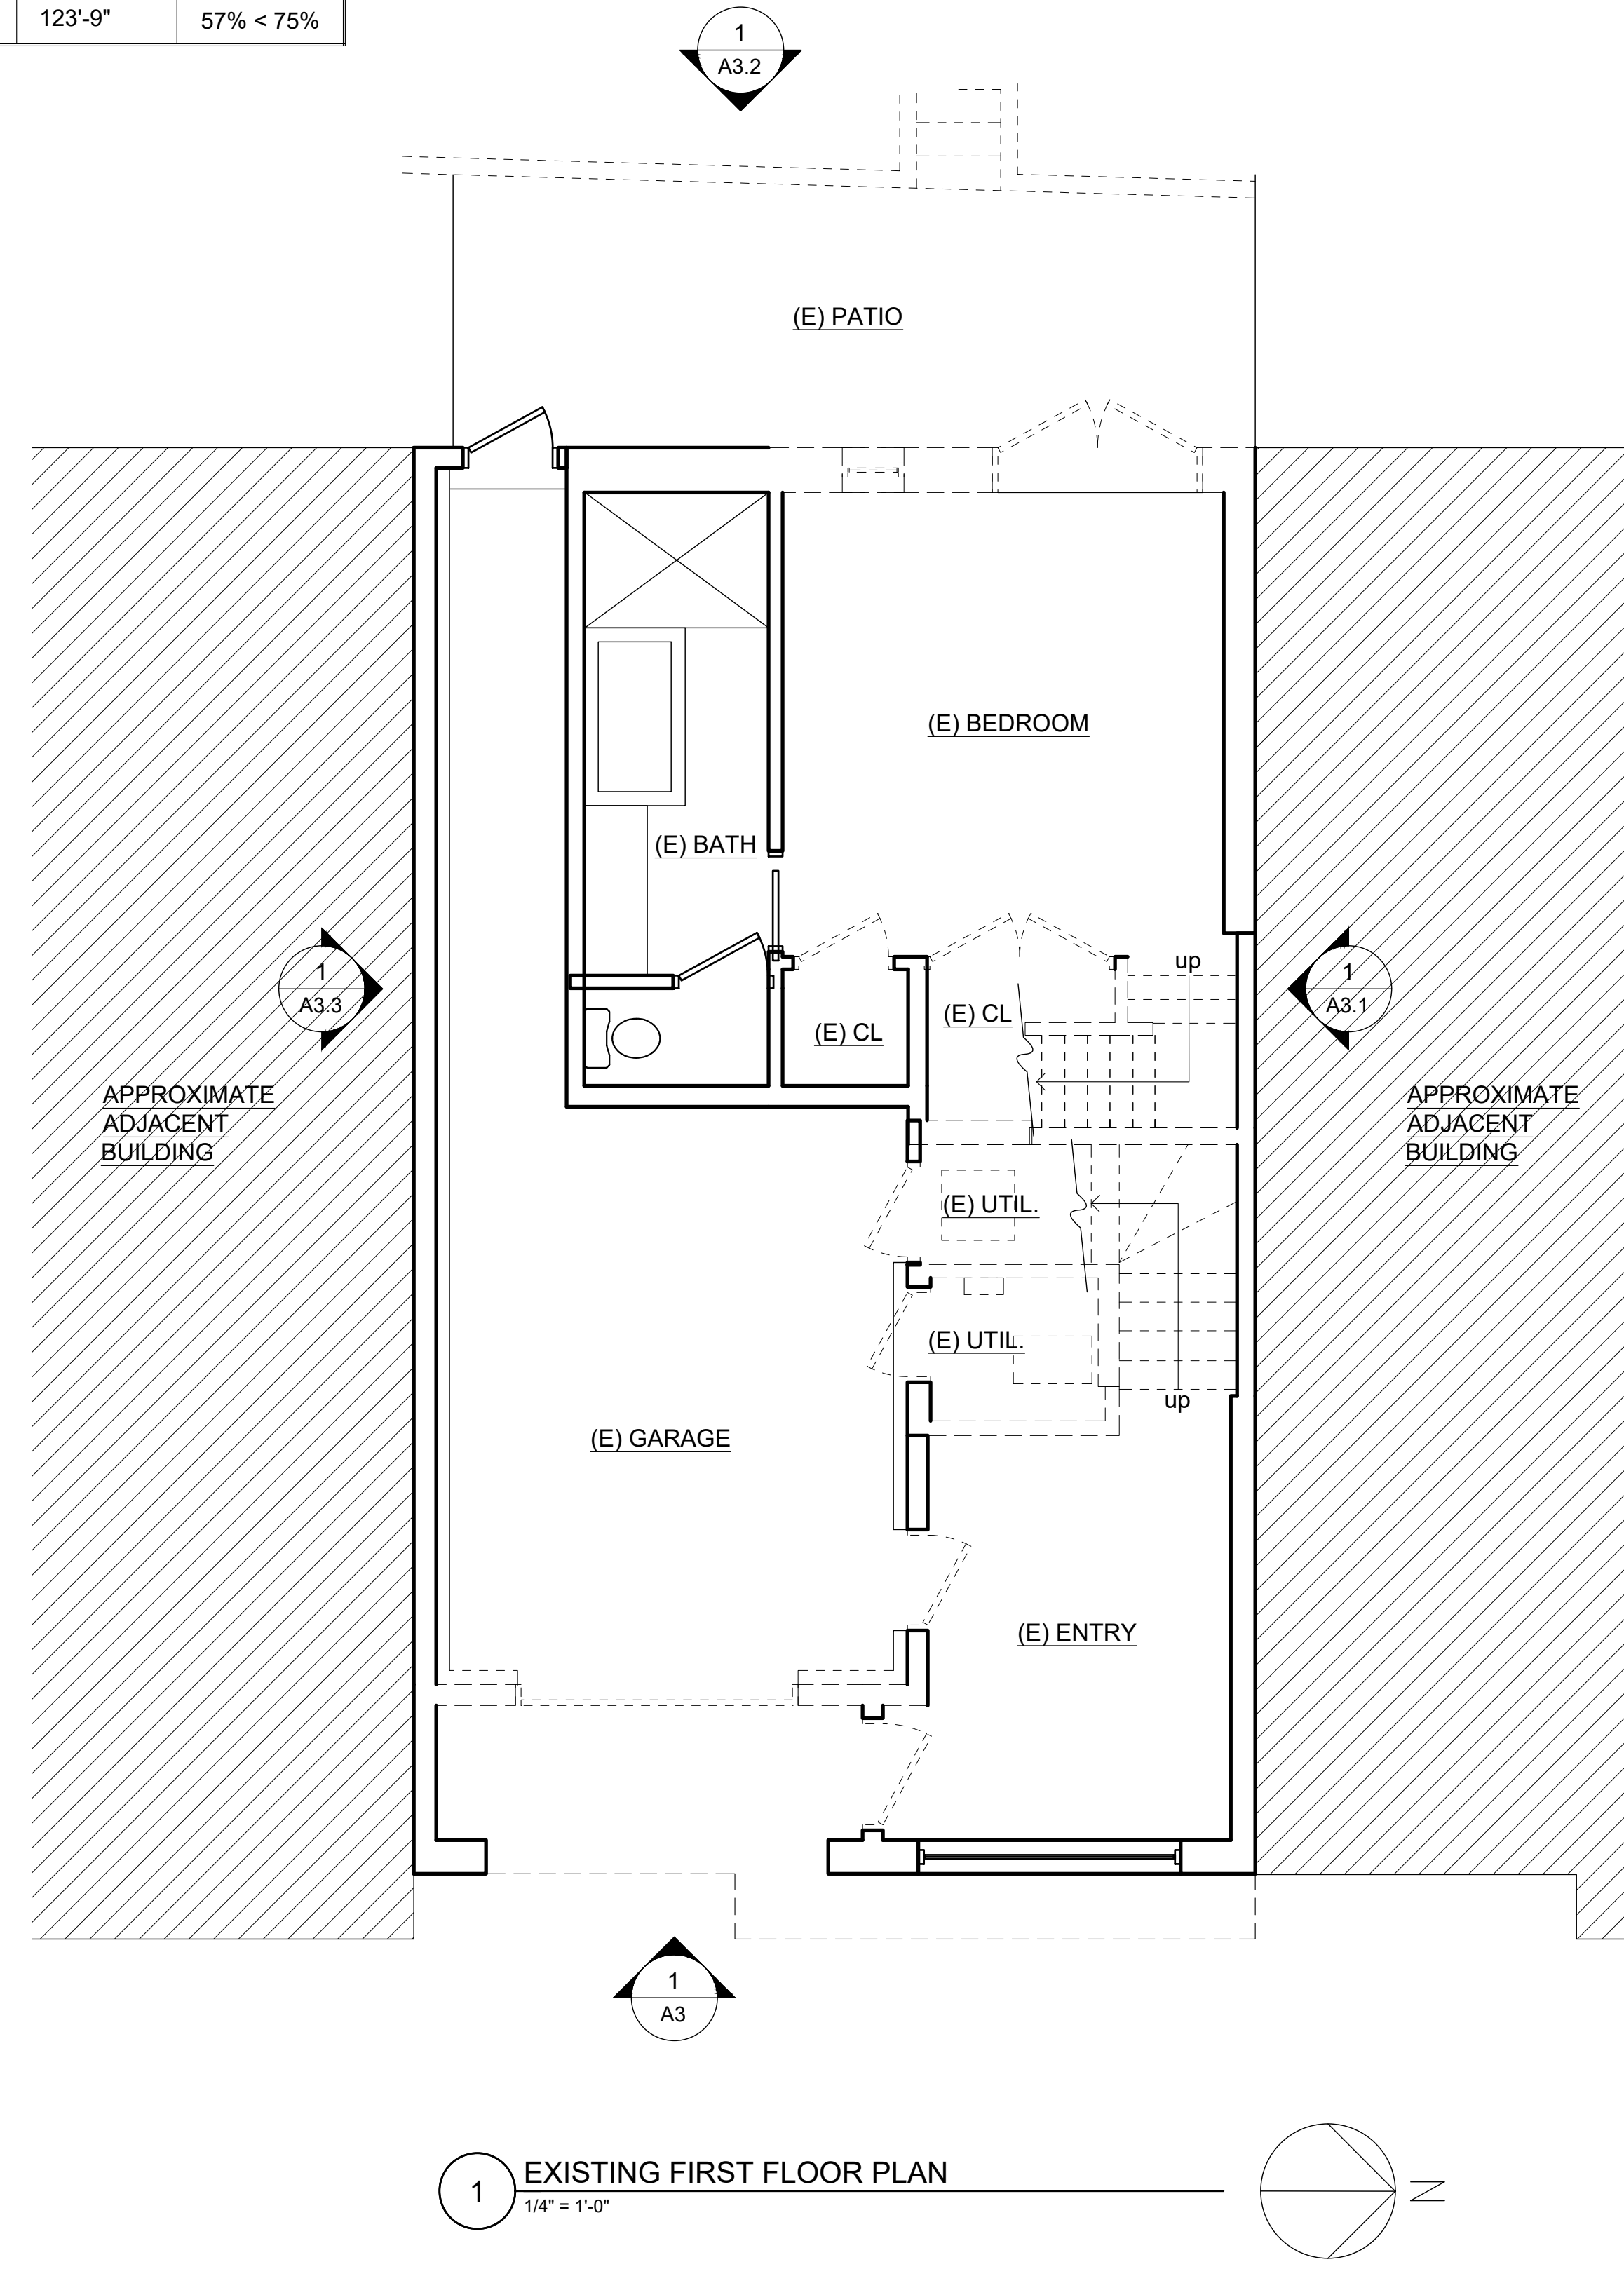 123'-9"
57% < 75%
1
A3.2
(E) PATIO
(E) BEDROOM
(E) BATH
up
1
A3.3
1
A3.1
(E) CL
(E) CL
APPROXIMATE
ADJACENT
BUILDING
APPROXIMATE
ADJACENT
BUILDING
(E) UTIL.
(E) UTIL.
up
(E) GARAGE
(E) ENTRY
1
A3
1
EXISTING FIRST FLOOR PLAN
1/4" = 1'-0"
N